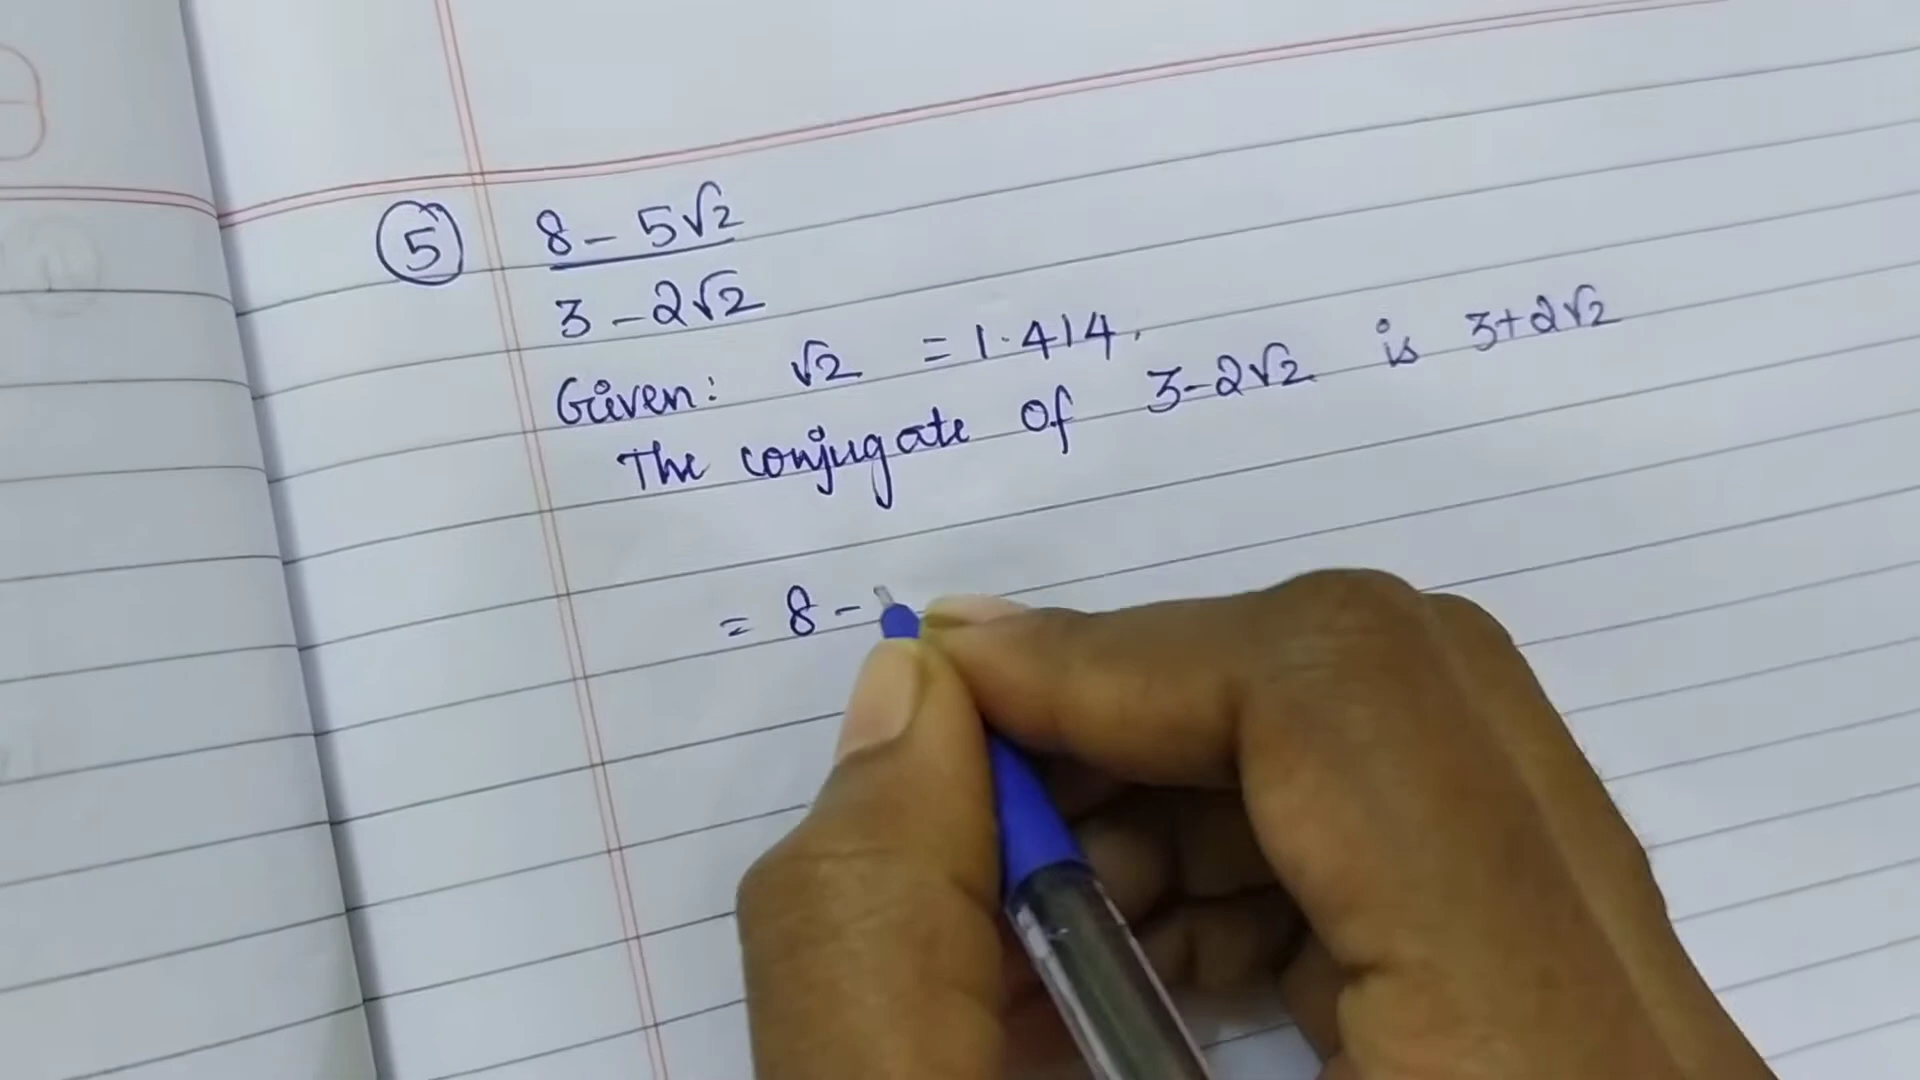 5 8 - 5√2
3 - 2√2
Given: √2 = 1.414.
The conjugate of 3-2√2 is 3+2√2
= 8 -